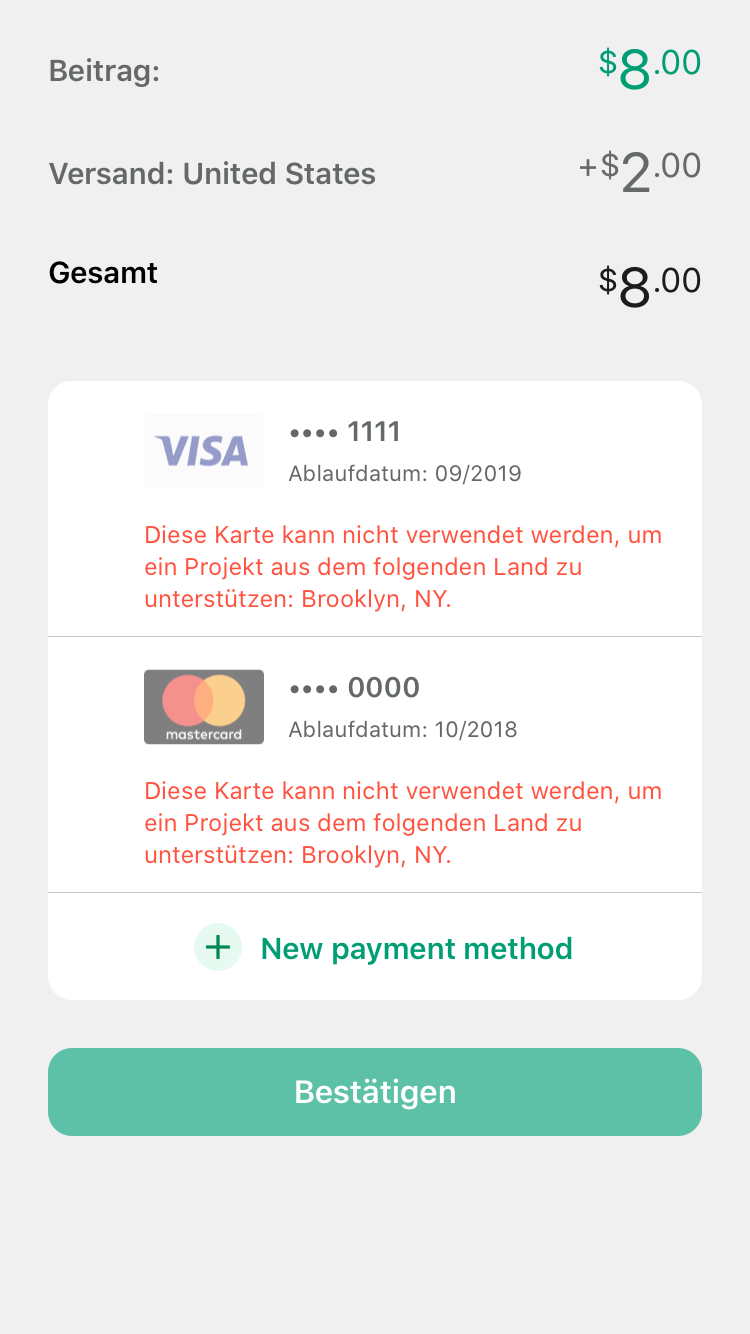 Beitrag: $8.00
Versand: United States +$2.00
Gesamt $8.00
VISA •••• 1111
Ablaufdatum: 09/2019
Diese Karte kann nicht verwendet werden, um
ein Projekt aus dem folgenden Land zu
unterstützen: Brooklyn, NY.
•••• 0000
mastercard Ablaufdatum: 10/2018
Diese Karte kann nicht verwendet werden, um
ein Projekt aus dem folgenden Land zu
unterstützen: Brooklyn, NY.
+ New payment method
Bestätigen